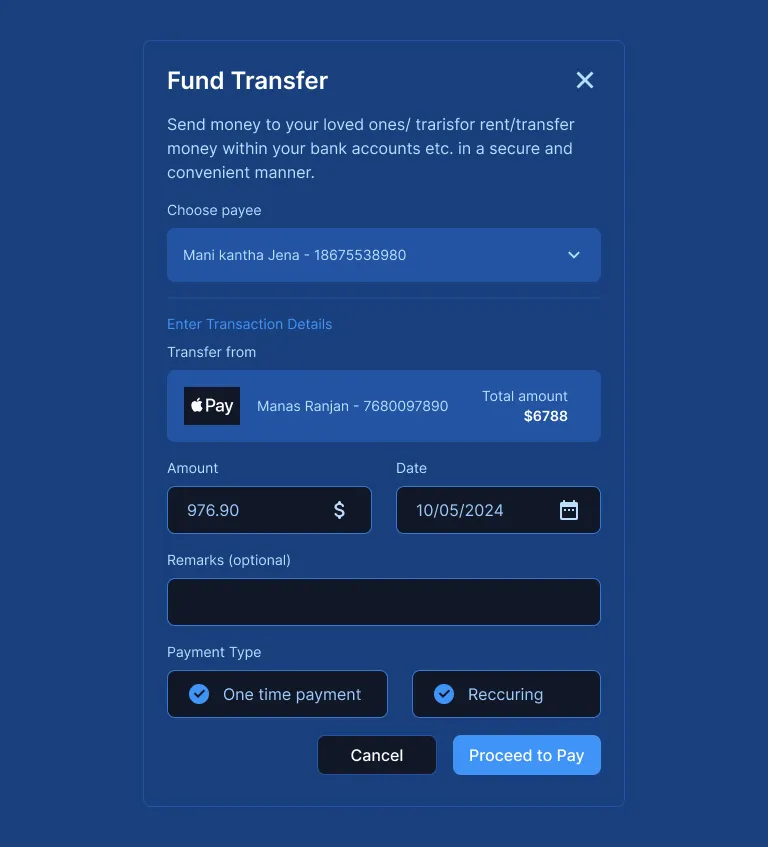 Fund Transfer
Send money to your loved ones/ trarisfor rent/transfer
money within your bank accounts etc. in a secure and
convenient manner.
Choose payee
Mani kantha Jena - 18675538980
Enter Transaction Details
Transfer from
Pay
Manas Ranjan - 7680097890
Total amount
$6788
Amount
Date
976.90 $
10/05/2024
Remarks (optional)
Payment Type
One time payment
Reccuring
Cancel
Proceed to Pay